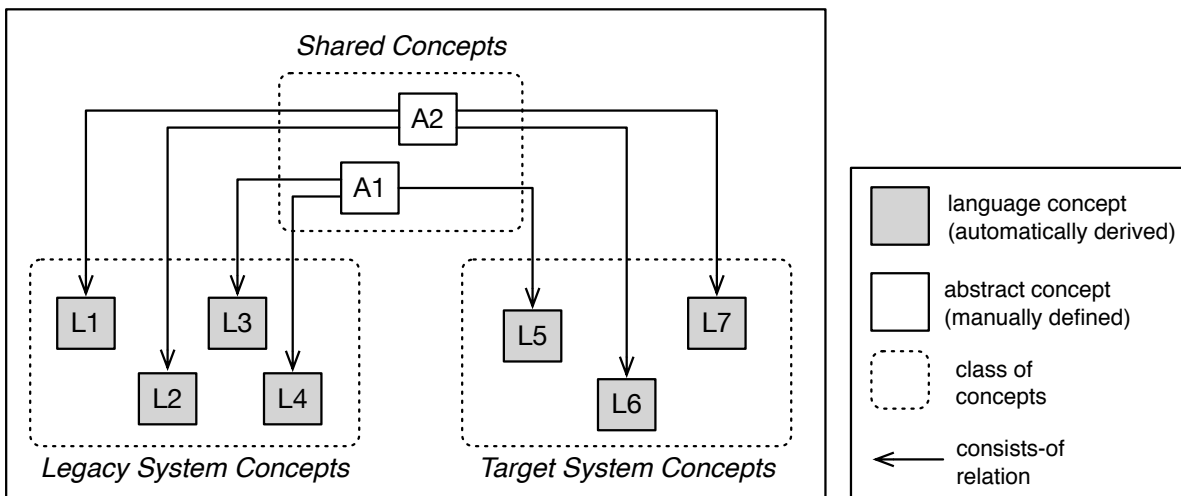 Shared Concepts
A2
A1
L1
L3
L2
L4
L5
L7
L6
Legacy System Concepts
Target System Concepts
language concept
(automatically derived)
abstract concept
(manually defined)
class of
concepts
consists-of
relation